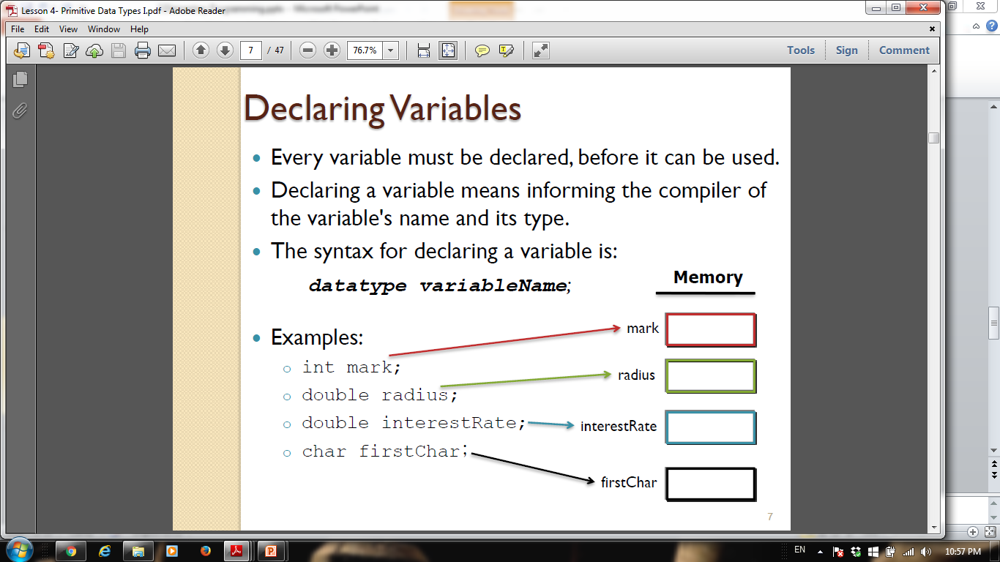 Lesson 4- Primitive Data Types I.pdf - Adobe Reader
File Edit View Window Help
7 / 47 76.7% Tools Sign Comment
Declaring Variables
• Every variable must be declared, before it can be used.
• Declaring a variable means informing the compiler of
the variable's name and its type.
• The syntax for declaring a variable is:
datatype variableName;
Memory
• Examples:
o int mark;
o double radius;
o double interestRate;
o char firstChar;
mark
radius
interestRate
firstChar
7
EN 10:57 PM